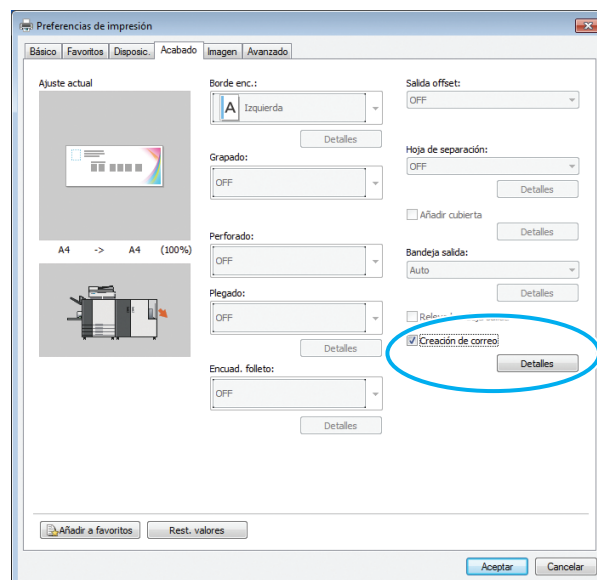 Preferencias de impresión
Básico Favoritos Disposic. Acabado Imagen Avanzado
Ajuste actual
A4 -> A4 (100%)
Borde enc.:
A Izquierda
Detalles
Grapado:
OFF
Perforado:
OFF
Plegado:
OFF
Detalles
Encuad. folleto:
OFF
Detalles
Salida offset:
OFF
Hoja de separación:
OFF
Detalles
Añadir cubierta
Detalles
Bandeja salida:
Auto
Detalles
Creación de correo
Detalles
Añadir a favoritos Rest. valores
Aceptar Cancelar